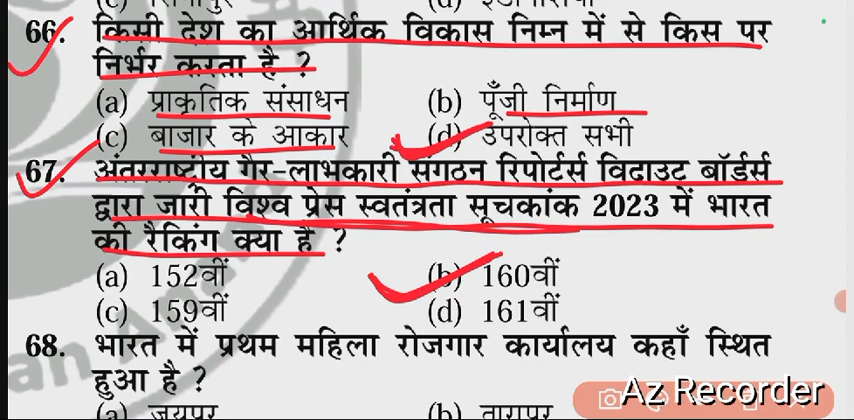 66. किसी देश का आर्थिक विकास निम्न में से किस पर
निर्भर करता है ?
(a) प्राकृतिक संसाधन (b) पूँजी निर्माण
(c) बाजार के आकार (d) उपरोक्त सभी
67. अंतरराष्ट्रीय गैर-लाभकारी संगठन रिपोर्टर्स विदाउट बॉर्डर्स
द्वारा जारी विश्व प्रेस स्वतंत्रता सूचकांक 2023 में भारत
की रैकिंग क्या है ?
(a) 152वीं (b) 160वीं
(c) 159वीं (d) 161वीं
68. भारत में प्रथम महिला रोजगार कार्यालय कहाँ स्थित
हुआ है ?
(a) जयपुर (b) तारापुर
Az Recorder